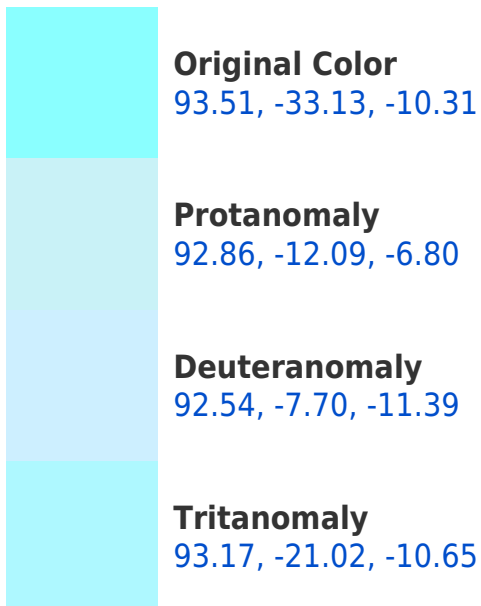 Original Color
93.51, -33.13, -10.31
Protanomaly
92.86, -12.09, -6.80
Deuteranomaly
92.54, -7.70, -11.39
Tritanomaly
93.17, -21.02, -10.65